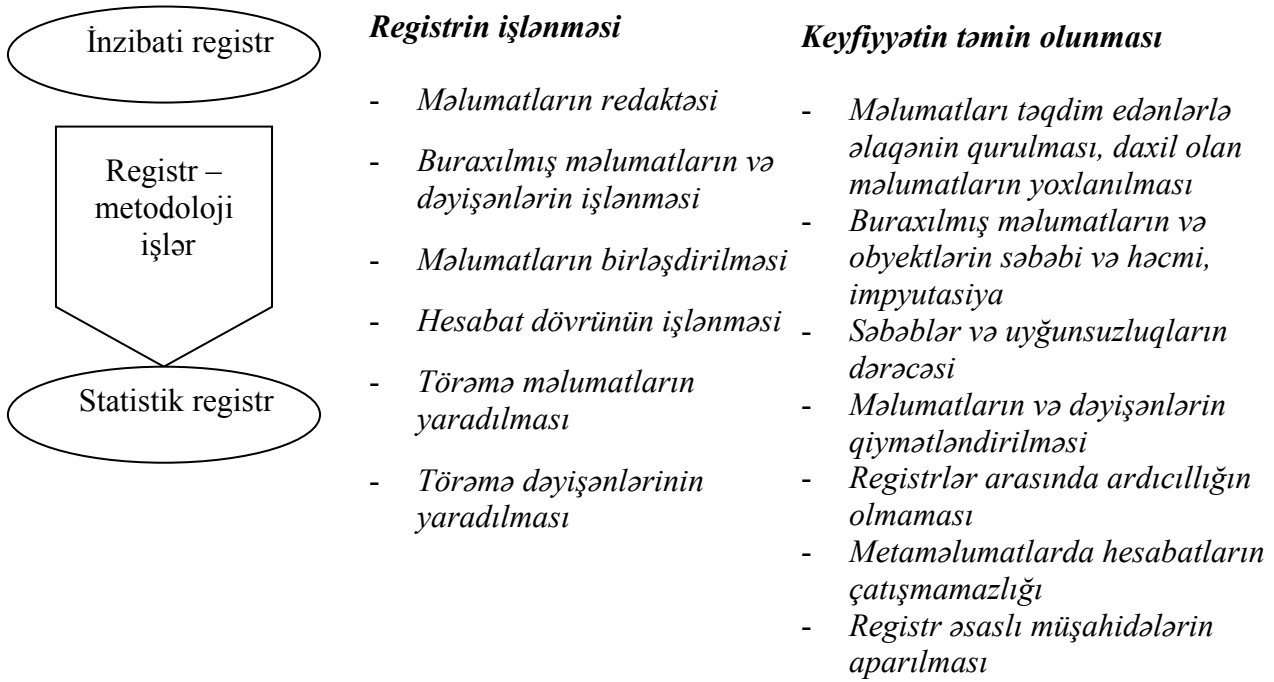 İnzibati registr
Registr –
metodoloji
işlər
Statistik registr
Registrin işlənməsi
- Məlumatların redaktəsi
- Buraxılmış məlumatların və
dəyişənlərin işlənməsi
- Məlumatların birləşdirilməsi
- Hesabat dövrünün işlənməsi
- Törəmə məlumatların
yaradılması
- Törəmə dəyişənlərinin
yaradılması
Keyfiyyətin təmin olunması
- Məlumatları təqdim edənlərlə
əlaqənin qurulması, daxil olan
məlumatların yoxlanılması
- Buraxılmış məlumatların və
obyektlərin səbəbi və həcmi,
impyutasiya
- Səbəblər və uyğunsuzluqların
dərəcəsi
- Məlumatların və dəyişənlərin
qiymətləndirilməsi
- Registrlər arasında ardıcıllığın
olmaması
- Metaməlumatlarda hesabatların
çatışmamazlığı
- Registr əsaslı müşahidələrin
aparılması